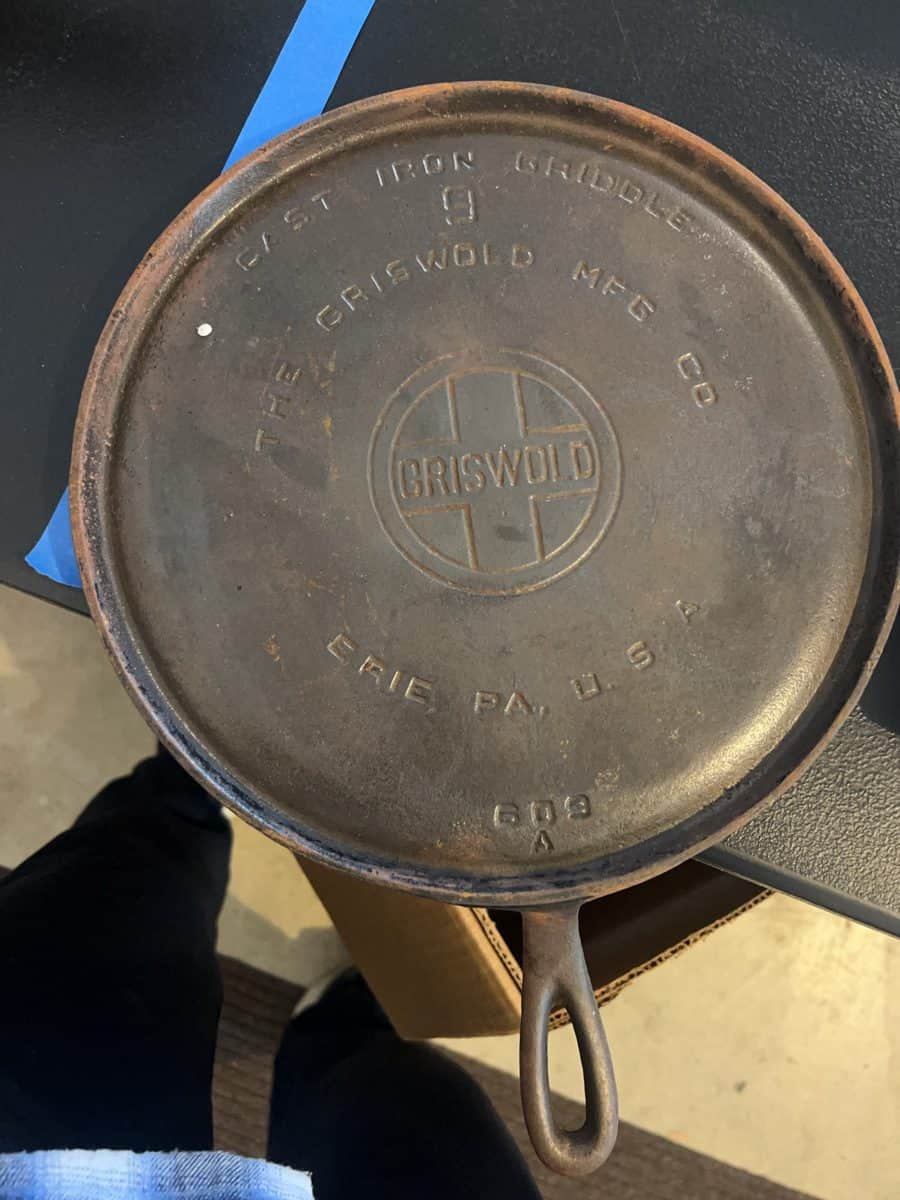 CAST IRON GRIDDLE
9
THE GRISWOLD MFG. CO
GRISWOLD
ERIE, PA., U.S.A
609
A